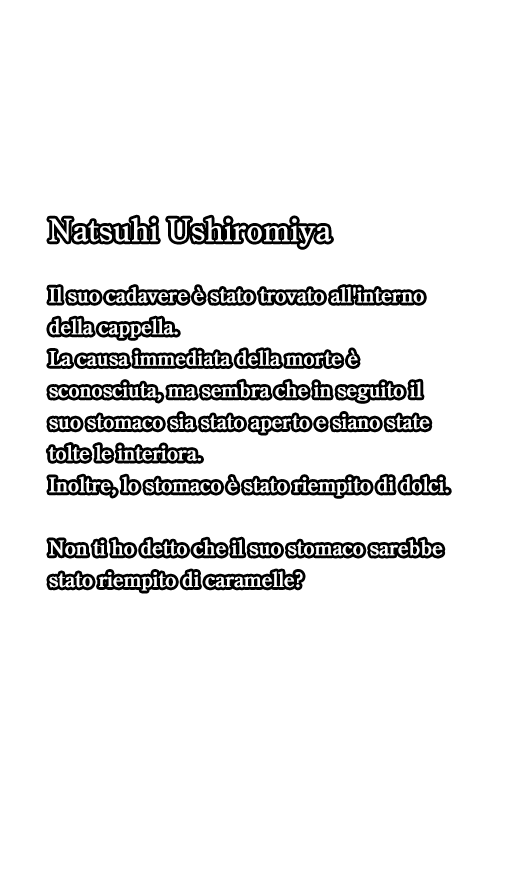 Natsuhi Ushiromiya
Il suo cadavere è stato trovato all'interno
della cappella.
La causa immediata della morte è
sconosciuta, ma sembra che in seguito il
suo stomaco sia stato aperto e siano state
tolte le interiora.
Inoltre, lo stomaco è stato riempito di dolci.
Non ti ho detto che il suo stomaco sarebbe
stato riempito di caramelle?